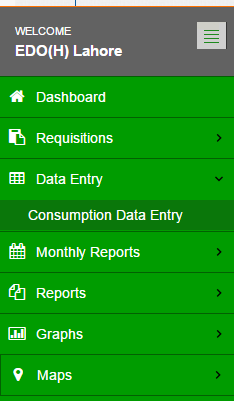 WELCOME
EDO(H) Lahore
Dashboard
Requisitions
Data Entry
Consumption Data Entry
Monthly Reports
Reports
Graphs
Maps